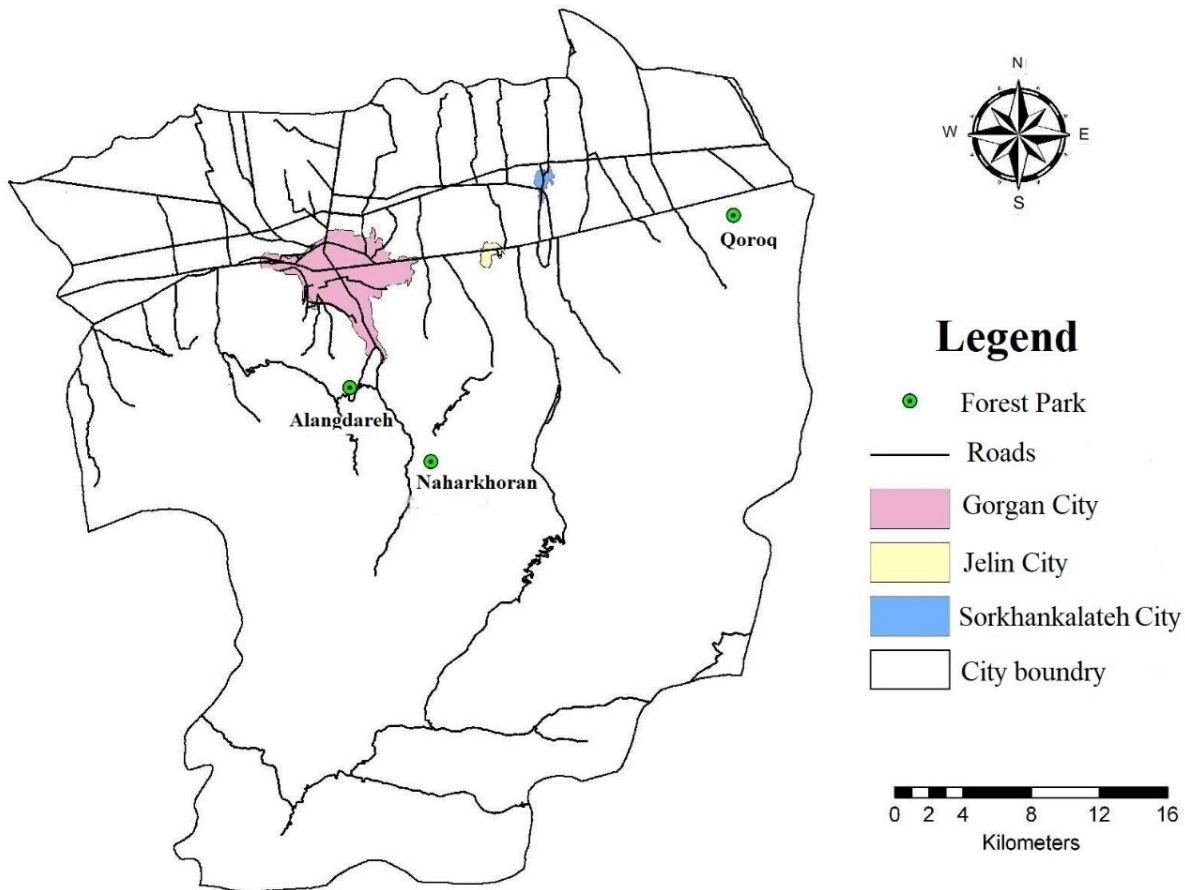 N
W E
S
Qoroq
Alangdareh
Naharkhoran
Legend
Forest Park
Roads
Gorgan City
Jelin City
Sorkhankalateh City
City boundry
0 2 4 8 12 16
Kilometers